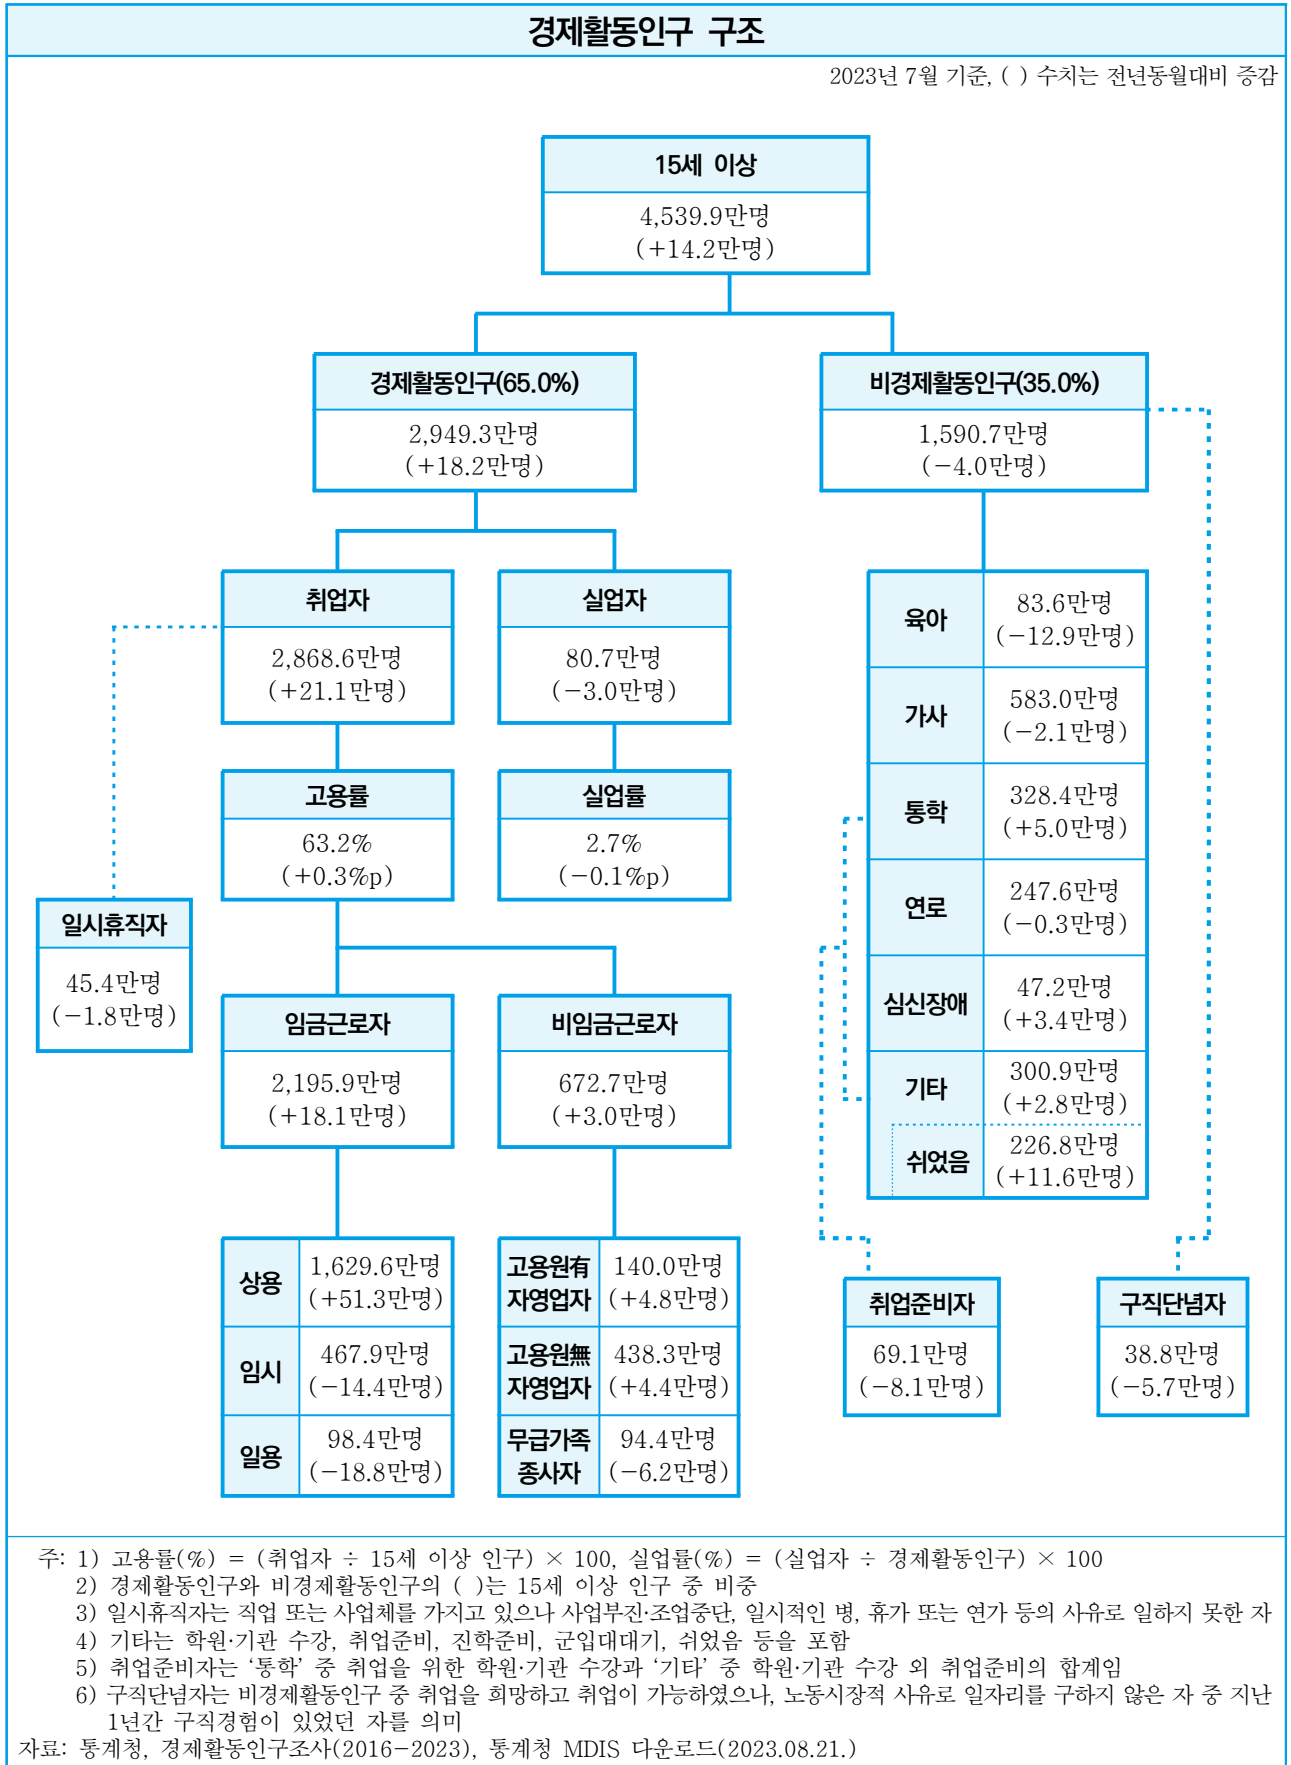 경제활동인구 구조
2023년 7월 기준, ( ) 수치는 전년동월대비 증감
15세 이상
4,539.9만명
(+14.2만명)
경제활동인구(65.0%)
2,949.3만명
(+18.2만명)
비경제활동인구(35.0%)
1,590.7만명
(-4.0만명)
취업자
2,868.6만명
(+21.1만명)
실업자
80.7만명
(-3.0만명)
고용률
63.2%
(+0.3%p)
실업률
2.7%
(-0.1%p)
일시휴직자
45.4만명
(-1.8만명)
임금근로자
2,195.9만명
(+18.1만명)
비임금근로자
672.7만명
(+3.0만명)
상용
1,629.6만명
(+51.3만명)
임시
467.9만명
(-14.4만명)
일용
98.4만명
(-18.8만명)
고용원有
자영업자
140.0만명
(+4.8만명)
고용원無
자영업자
438.3만명
(+4.4만명)
무급가족
종사자
94.4만명
(-6.2만명)
육아
83.6만명
(-12.9만명)
가사
583.0만명
(-2.1만명)
통학
328.4만명
(+5.0만명)
연로
247.6만명
(-0.3만명)
심신장애
47.2만명
(+3.4만명)
기타
300.9만명
(+2.8만명)
쉬었음
226.8만명
(+11.6만명)
취업준비자
69.1만명
(-8.1만명)
구직단념자
38.8만명
(-5.7만명)
주: 1) 고용률(%) = (취업자 ÷ 15세 이상 인구) × 100, 실업률(%) = (실업자 ÷ 경제활동인구) × 100
2) 경제활동인구와 비경제활동인구의 ( )는 15세 이상 인구 중 비중
3) 일시휴직자는 직업 또는 사업체를 가지고 있으나 사업부진·조업중단, 일시적인 병, 휴가 또는 연가 등의 사유로 일하지 못한 자
4) 기타는 학원·기관 수강, 취업준비, 진학준비, 군입대대기, 쉬었음 등을 포함
5) 취업준비자는 ‘통학’ 중 취업을 위한 학원·기관 수강과 ‘기타’ 중 학원·기관 수강 외 취업준비의 합계임
6) 구직단념자는 비경제활동인구 중 취업을 희망하고 취업이 가능하였으나, 노동시장적 사유로 일자리를 구하지 않은 자 중 지난
1년간 구직경험이 있었던 자를 의미
자료: 통계청, 경제활동인구조사(2016-2023), 통계청 MDIS 다운로드(2023.08.21.)